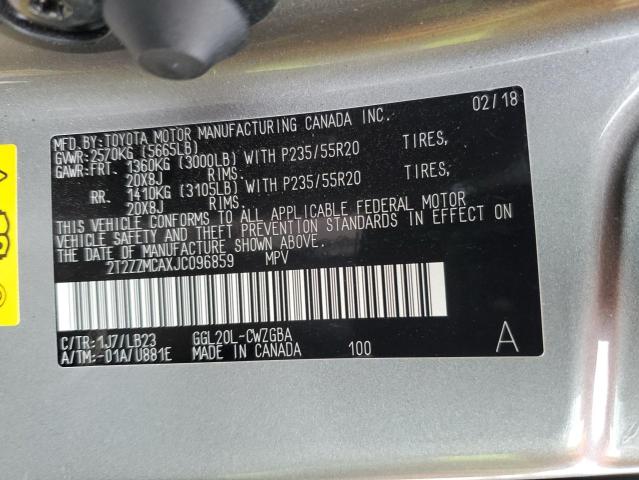 MFD.BY:TOYOTA MOTOR MANUFACTURING CANADA INC. 02/18
GVWR:2570KG (5665LB)
GAWR:FRT. 1360KG (3000LB) WITH P235/55R20 TIRES,
20X8J RIMS.
RR. 1410KG (3105LB) WITH P235/55R20 TIRES,
20X8J RIMS.
THIS VEHICLE CONFORMS TO ALL APPLICABLE FEDERAL MOTOR
VEHICLE SAFETY AND THEFT PREVENTION STANDARDS IN EFFECT ON
THE DATE OF MANUFACTURE SHOWN ABOVE.
2T2ZZMCAXJC096859 MPV
C/TR:1J7/LB23 GGL20L-CWZGBA
A/TM:-01A/U881E MADE IN CANADA 100 A